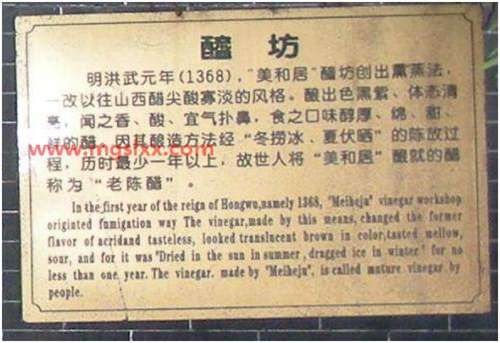 醯坊
明洪武元年(1368),"美和居"醯坊创出熏蒸法,
一改以往山西醋尖酸寡淡的风格。酿出色黑紫、体态清
亮,闻之香、酸、宜气扑鼻,食之口味醇厚、绵、甜、
的醋。因其酿造方法经"冬捞冰、夏伏晒"的陈放过
www.mgslxx.com
程,历时最少一年以上,故世人将"美和居"酿就的醋
称为"老陈醋"。
In the first year of the reign of Hongwu,namely 1368, "Meiheju" vinegar workshop
originted fumigation way The vinegar,made by this means, changed the former
flavor of acridand tasteless, looked translucent brown in color,tasted mellow,
sour, and for it was "Dried in the sun in summer, dragged ice in winter" for no
less than one year. The vinegar, made by "Meiheju", is called mature vinegar by
people.